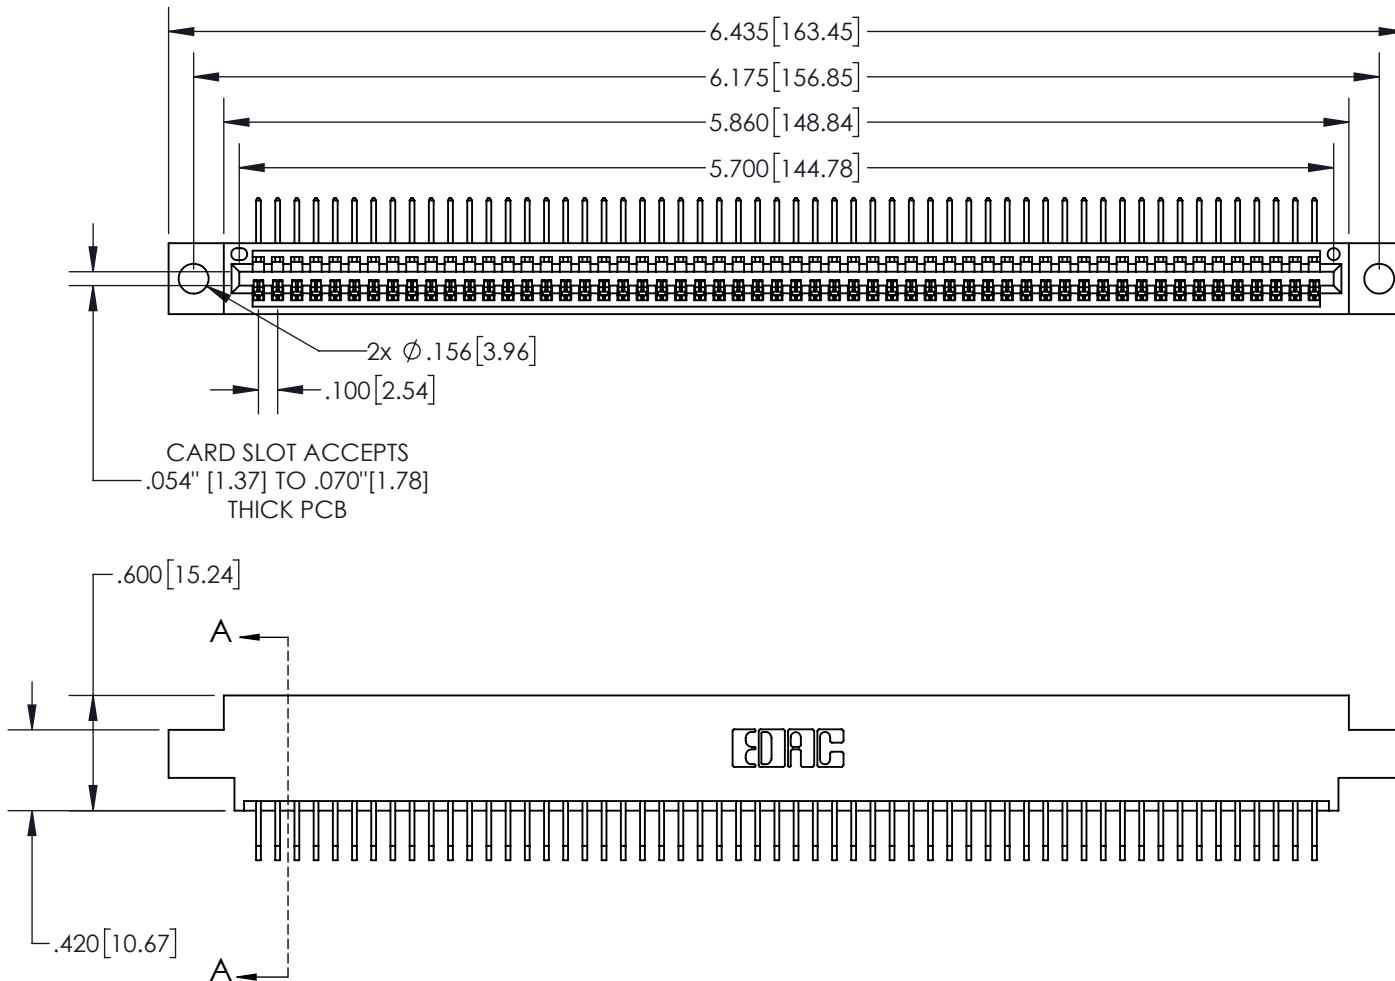 6.435[163.45]
6.175[156.85]
5.860[148.84]
5.700[144.78]
2x ∅.156[3.96]
.100[2.54]
CARD SLOT ACCEPTS
.054" [1.37] TO .070"[1.78]
THICK PCB
.600[15.24]
A
EDAC
.420[10.67]
A